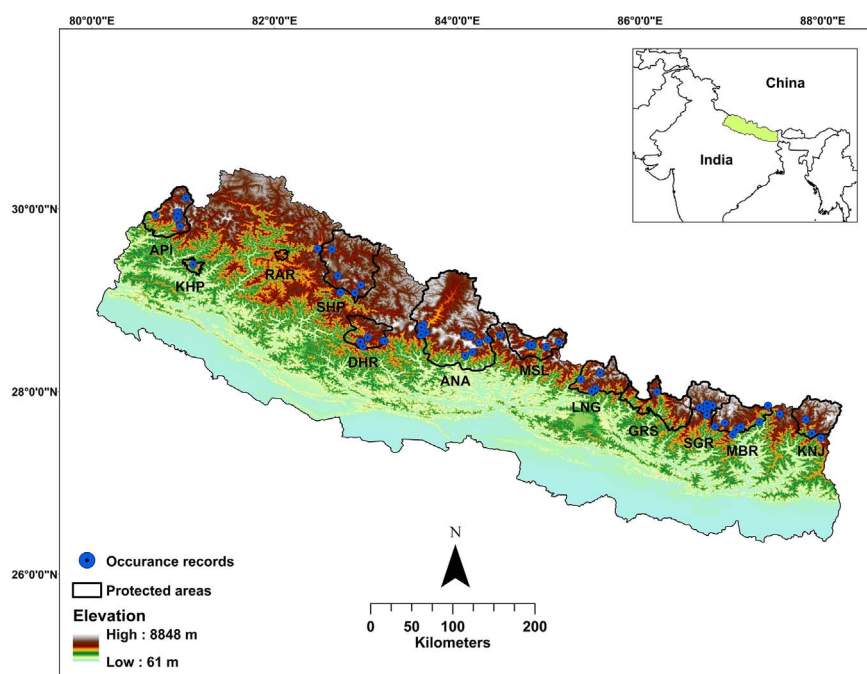 80°0'0"E 82°0'0"E 84°0'0"E 86°0'0"E 88°0'0"E
China
India
30°0'0"N
28°0'0"N
26°0'0"N
API
KHP
RAR
SHP
DHR
ANA
MSL
LNG
GRS
SGR
MBR
KNJ
N
Occurance records
Protected areas
Elevation
High : 8848 m
Low : 61 m
0 50 100 200
Kilometers